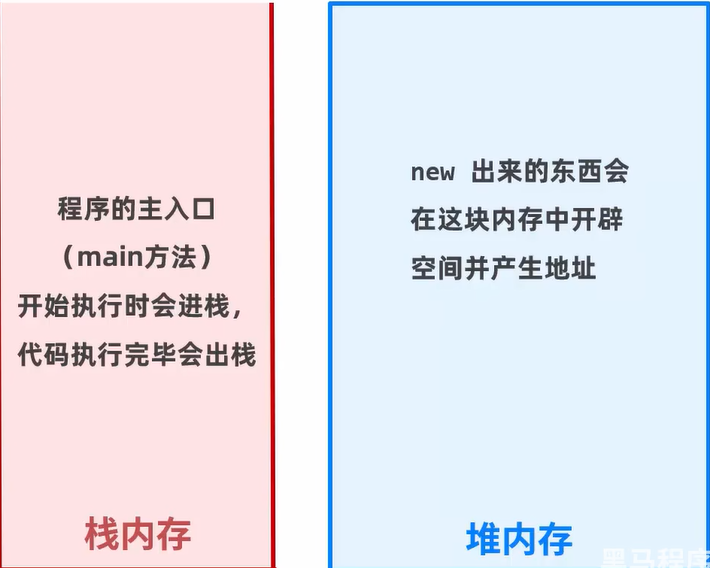 程序的主入口
（main方法）
开始执行时会进栈，
代码执行完毕会出栈
栈内存
new 出来的东西会
在这块内存中开辟
空间并产生地址
堆内存
黑马程序